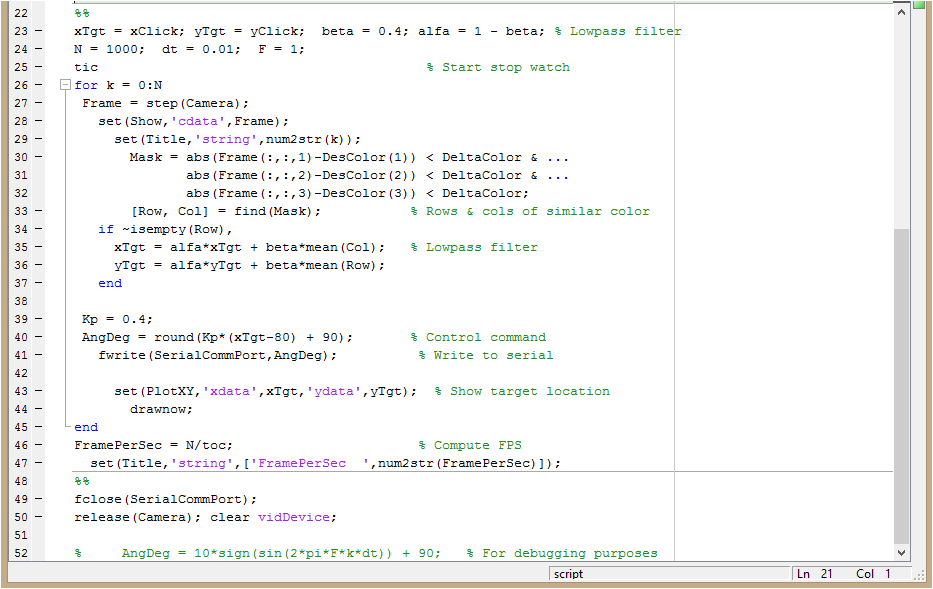 22 %%
23 – xTgt = xClick; yTgt = yClick;  beta = 0.4; alfa = 1 - beta; % Lowpass filter
24 – N = 1000;  dt = 0.01;  F = 1;
25 – tic % Start stop watch
26 – for k = 0:N
27 – Frame = step(Camera);
28 – set(Show,'cdata',Frame);
29 – set(Title,'string',num2str(k));
30 – Mask = abs(Frame(:,:,1)-DesColor(1)) < DeltaColor & ...
31 abs(Frame(:,:,2)-DesColor(2)) < DeltaColor & ...
32 abs(Frame(:,:,3)-DesColor(3)) < DeltaColor;
33 – [Row, Col] = find(Mask); % Rows & cols of similar color
34 – if ~isempty(Row),
35 – xTgt = alfa*xTgt + beta*mean(Col); % Lowpass filter
36 – yTgt = alfa*yTgt + beta*mean(Row);
37 – end
38
39 – Kp = 0.4;
40 – AngDeg = round(Kp*(xTgt-80) + 90); % Control command
41 – fwrite(SerialCommPort,AngDeg); % Write to serial
42
43 – set(PlotXY,'xdata',xTgt,'ydata',yTgt); % Show target location
44 – drawnow;
45 – end
46 – FramePerSec = N/toc; % Compute FPS
47 – set(Title,'string',['FramePerSec  ',num2str(FramePerSec)]);
48 %%
49 – fclose(SerialCommPort);
50 – release(Camera); clear vidDevice;
51
52 % AngDeg = 10*sign(sin(2*pi*F*k*dt)) + 90; % For debugging purposes
script Ln 21 Col 1